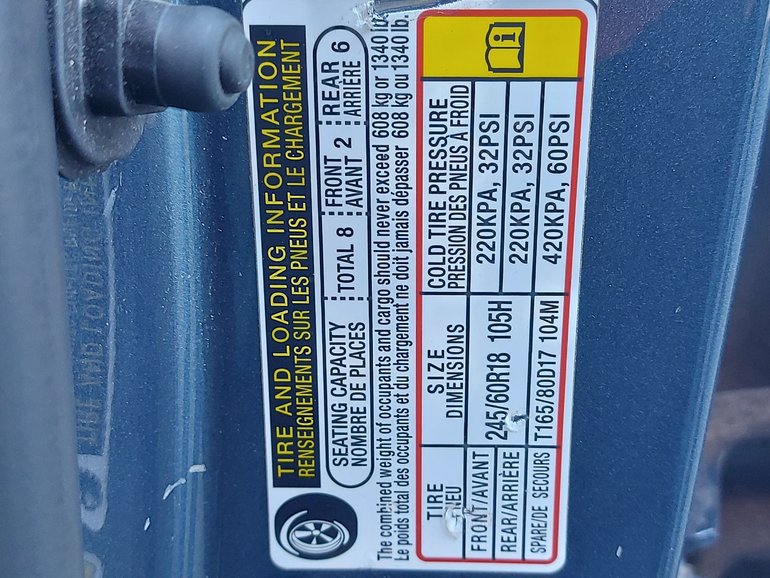 TIRE AND LOADING INFORMATION
RENSEIGNEMENTS SUR LES PNEUS ET LE CHARGEMENT
SEATING CAPACITY TOTAL 8 FRONT 2 REAR 6
NOMBRE DE PLACES AVANT ARRIÈRE
The combined weight of occupants and cargo should never exceed 608 kg or 1340 lb.
Le poids total des occupants et du chargement ne doit jamais dépasser 608 kg ou 1340 lb.
TIRE SIZE COLD TIRE PRESSURE
DIMENSIONS PRESSION DES PNEUS À FROID
FRONT/AVANT 245/60R18 105H 220KPA, 32PSI
REAR/ARRIÈRE 220KPA, 32PSI
SPARE/DE SECOURS T165/80D17 104M 420KPA, 60PSI